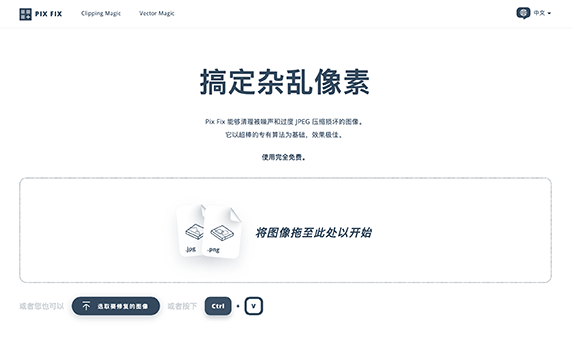 PIX FIX Clipping Magic Vector Magic 中文
搞定杂乱像素
Pix Fix 能够清理被噪声和过度 JPEG 压缩损坏的图像。
它以超棒的专有算法为基础，效果极佳。
使用完全免费。
.jpg .png 将图像拖至此处以开始
或者您也可以 选取要修复的图像 或者按下 Ctrl + V